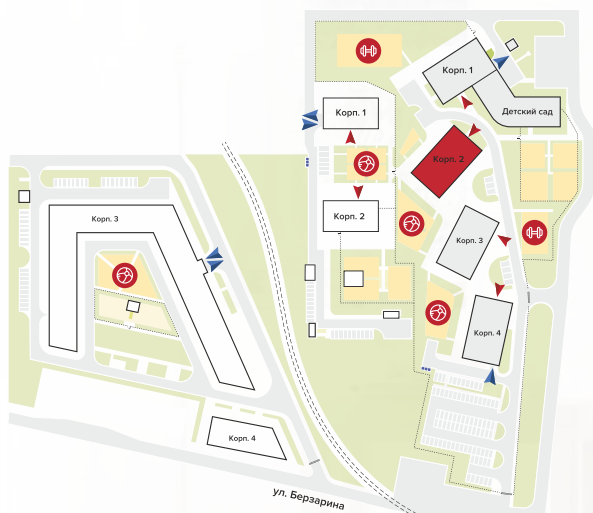 Корп. 1
Детский сад
Корп. 1
Корп. 2
Корп. 2
Корп. 3
Корп. 3
Корп. 4
Корп. 4
ул. Берзарина